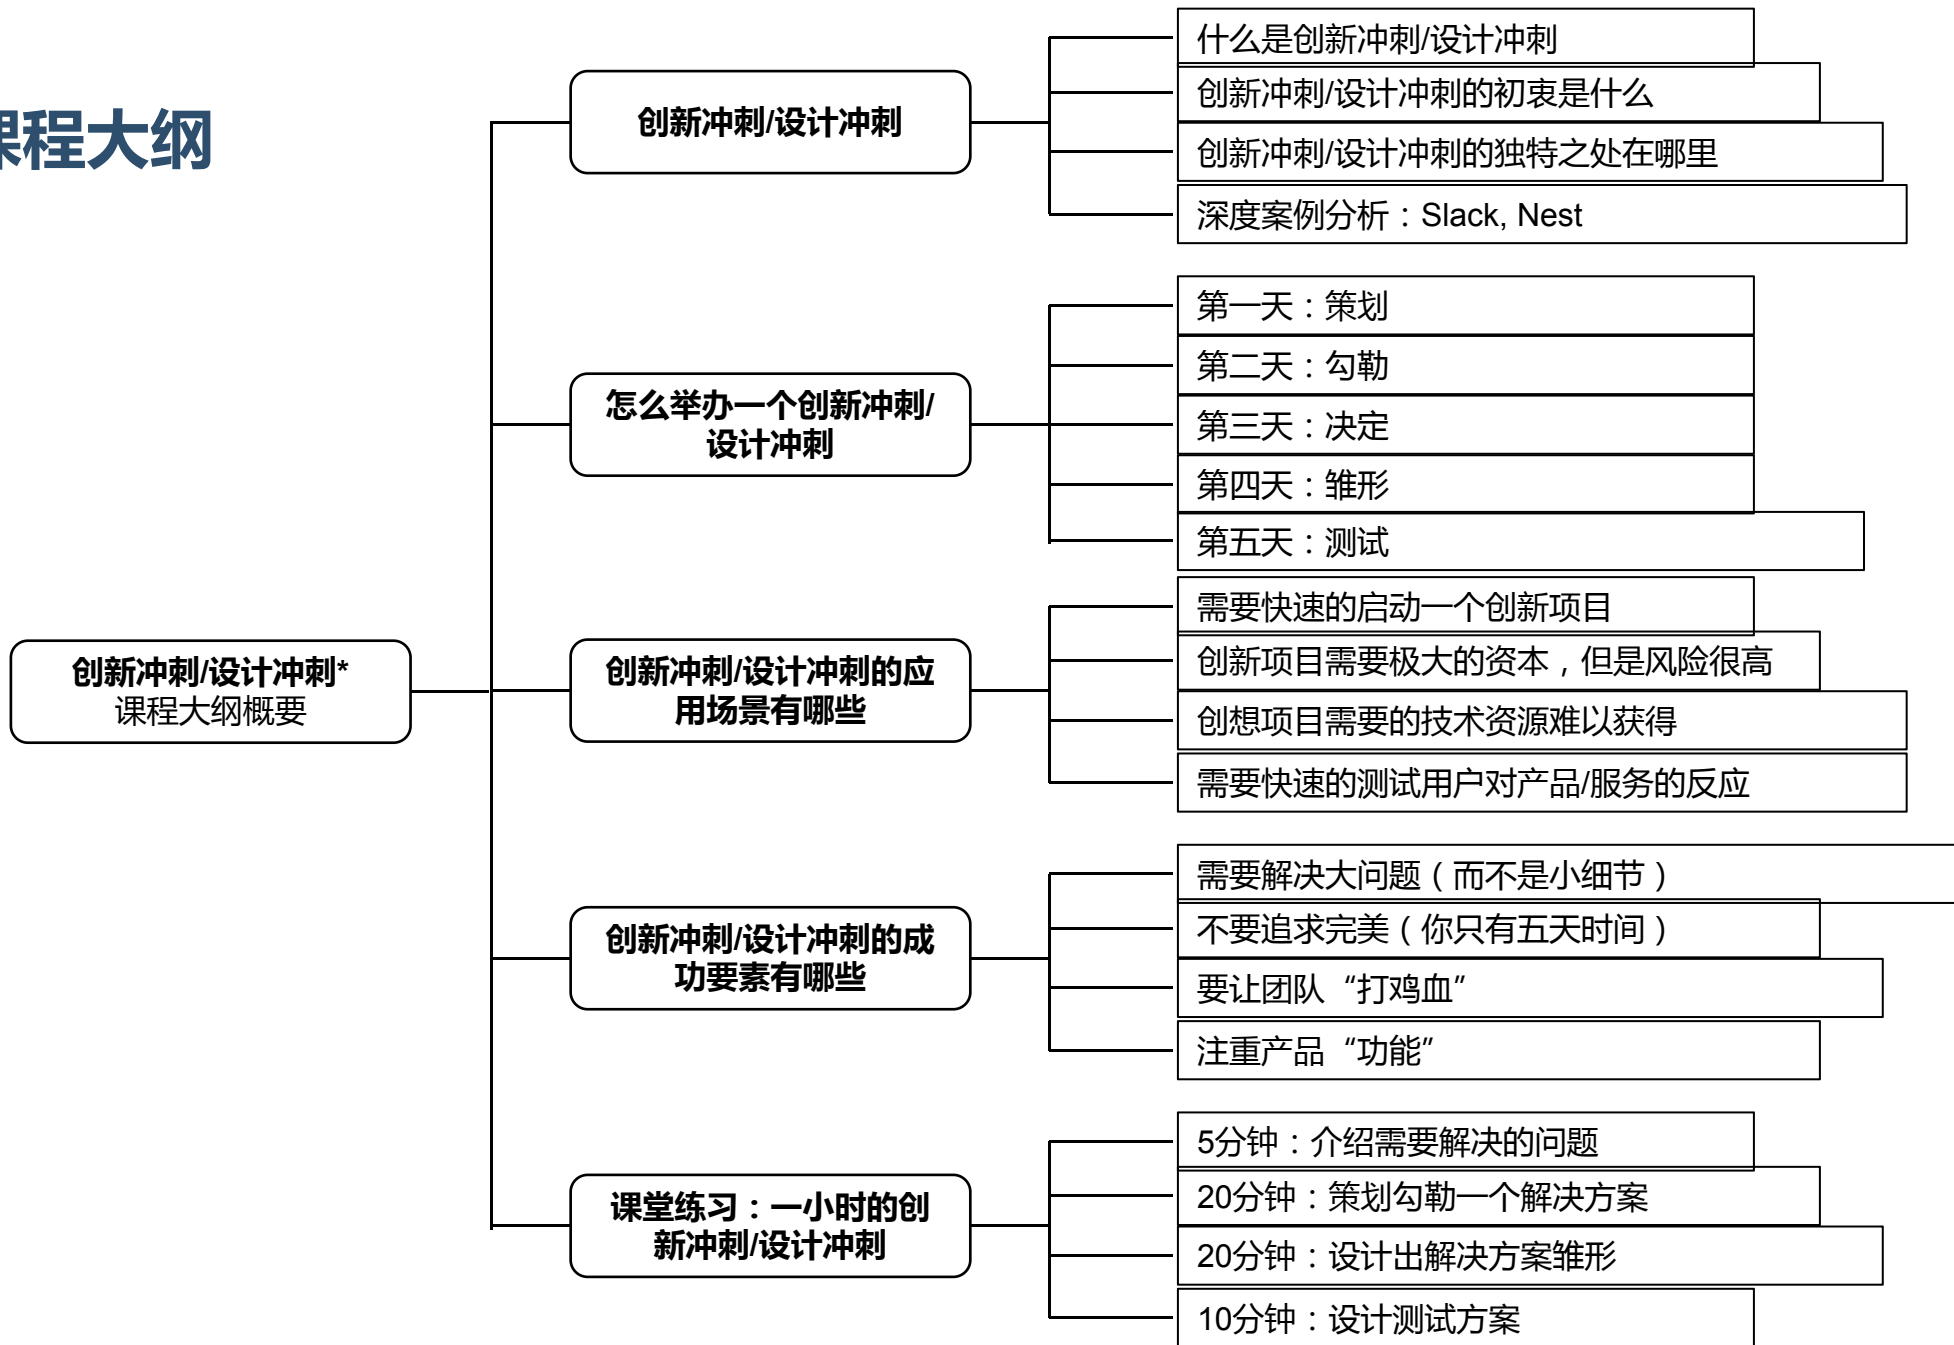 课程大纲
创新冲刺/设计冲刺*
课程大纲概要
创新冲刺/设计冲刺
什么是创新冲刺/设计冲刺
创新冲刺/设计冲刺的初衷是什么
创新冲刺/设计冲刺的独特之处在哪里
深度案例分析：Slack, Nest
怎么举办一个创新冲刺/
设计冲刺
第一天：策划
第二天：勾勒
第三天：决定
第四天：雏形
第五天：测试
创新冲刺/设计冲刺的应
用场景有哪些
需要快速的启动一个创新项目
创新项目需要极大的资本，但是风险很高
创想项目需要的技术资源难以获得
需要快速的测试用户对产品/服务的反应
创新冲刺/设计冲刺的成
功要素有哪些
需要解决大问题（而不是小细节）
不要追求完美（你只有五天时间）
要让团队“打鸡血”
注重产品“功能”
课堂练习：一小时的创
新冲刺/设计冲刺
5分钟：介绍需要解决的问题
20分钟：策划勾勒一个解决方案
20分钟：设计出解决方案雏形
10分钟：设计测试方案